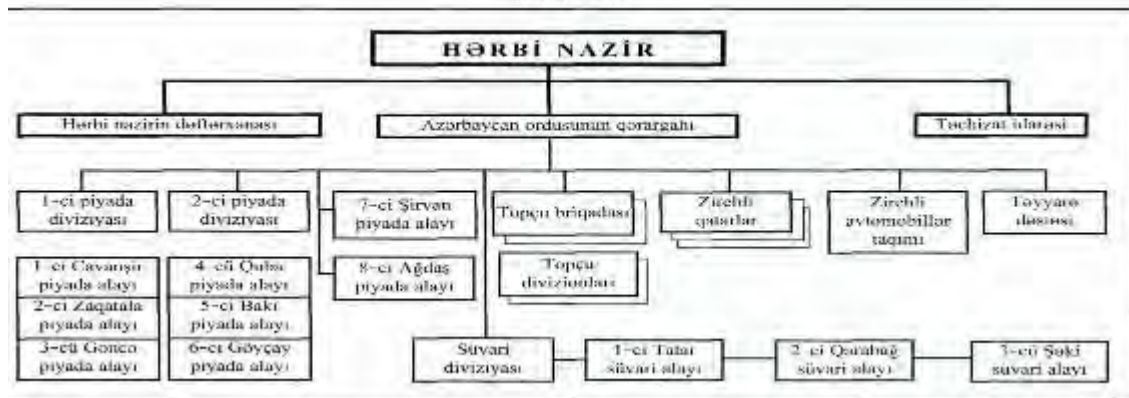 HƏRBİ NAZİR
Hərbi nazirin dəftərxanası
Azərbaycan ordusunun qərargahı
Təchizat idarəsi
1-ci piyada
diviziyası
2-ci piyada
diviziyası
7-ci Şirvan
piyada alayı
Topçu briqadası
Zirehli
qatarlar
Zirehli
avtomobillər
taqımı
Təyyarə
dəstəsi
1-ci Cavanşir
piyada alayı
2-ci Zaqatala
piyada alayı
3-cü Gəncə
piyada alayı
4-cü Quba
piyada alayı
5-ci Bakı
piyada alayı
6-cı Göyçay
piyada alayı
8-ci Ağdaş
piyada alayı
Topçu
divizionları
Süvari
diviziyası
1-ci Tatar
süvari alayı
2-ci Qarabağ
süvari alayı
3-cü Şəki
süvari alayı